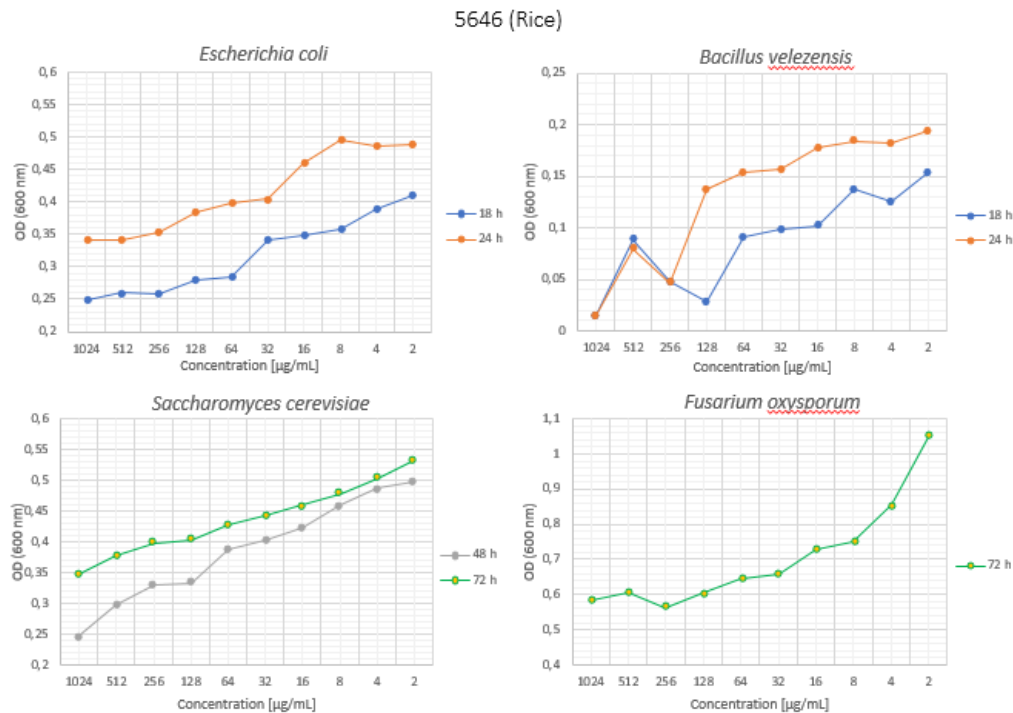 5646 (Rice)
Escherichia coli
0,6
0,55
0,5
0,45
0,4
0,35
0,3
0,25
0,2
OD (600 nm)
1024 512 256 128 64 32 16 8 4 2
Concentration [µg/mL]
18 h
24 h
Bacillus velezensis
0,25
0,2
0,15
0,1
0,05
0
OD (600 nm)
1024 512 256 128 64 32 16 8 4 2
Concentration [µg/mL]
18 h
24 h
Saccharomyces cerevisiae
0,6
0,55
0,5
0,45
0,4
0,35
0,3
0,25
0,2
OD (600 nm)
1024 512 256 128 64 32 16 8 4 2
Concentration [µg/mL]
48 h
72 h
Fusarium oxysporum
1,1
1
0,9
0,8
0,7
0,6
0,5
0,4
OD (600 nm)
1024 512 256 128 64 32 16 8 4 2
Concentration [µg/mL]
72 h